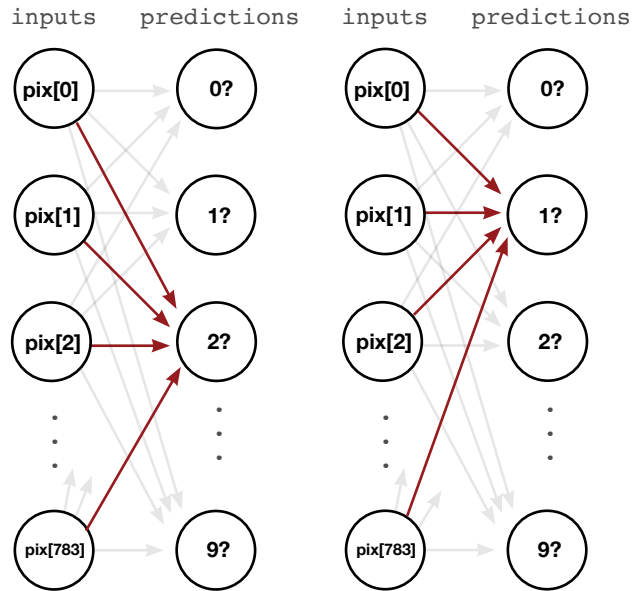 inputs predictions inputs predictions
pix[0] 0? pix[0] 0?
pix[1] 1? pix[1] 1?
pix[2] 2? pix[2] 2?
pix[783] 9? pix[783] 9?